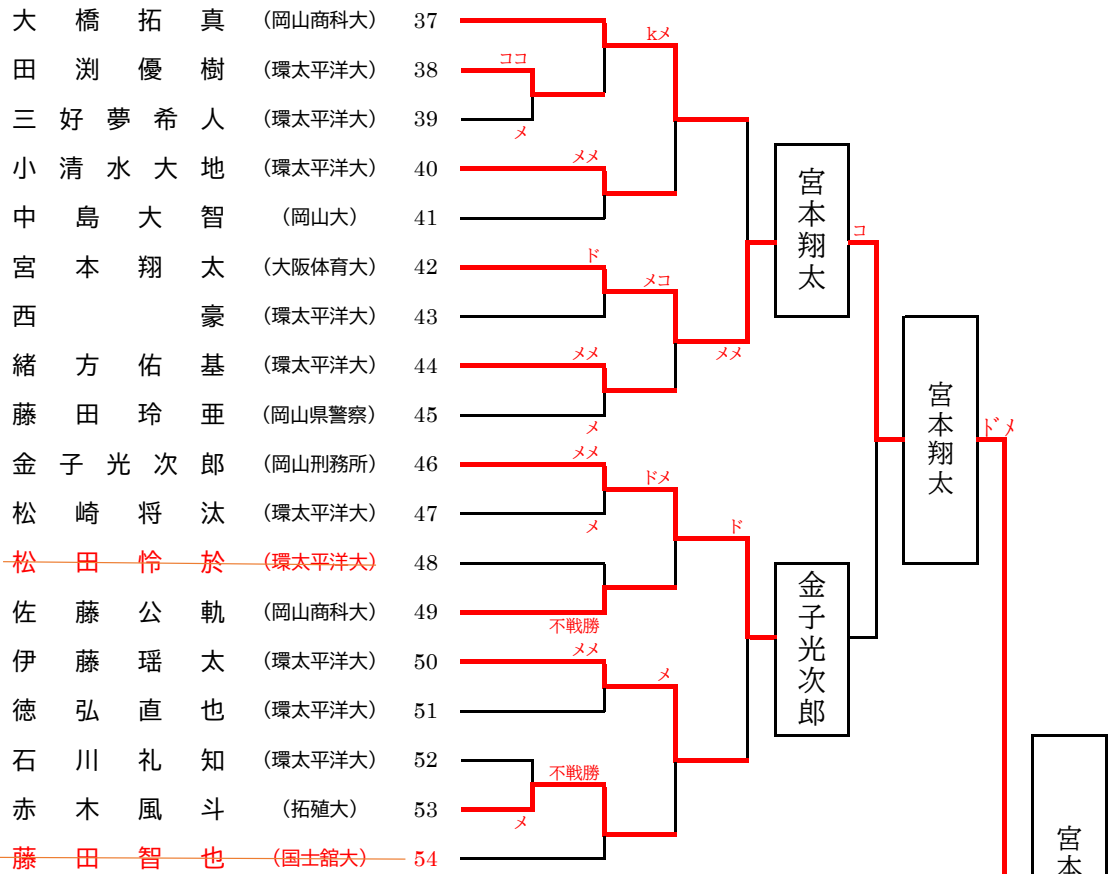 大橋拓真 (岡山商科大) 37
kメ
田渕優樹 (環太平洋大) 38 ココ
三好夢希人 (環太平洋大) 39 メ
小清水大地 (環太平洋大) 40 メメ
中島大智 (岡山大) 41
宮本翔太
コ
宮本翔太 (大阪体育大) 42 ド
メコ
西豪 (環太平洋大) 43
メメ
緒方佑基 (環太平洋大) 44 メメ
藤田玲亜 (岡山県警察) 45 メ
宮本翔太
ドメ
金子光次郎 (岡山刑務所) 46 メメ
ドメ
松崎将汰 (環太平洋大) 47 メ
ド
松田怜於 (環太平洋大) 48
佐藤公軌 (岡山商科大) 49 不戦勝
金子光次郎
伊藤瑶太 (環太平洋大) 50 メメ
メ
徳弘直也 (環太平洋大) 51
石川礼知 (環太平洋大) 52
不戦勝
赤木風斗 (拓殖大) 53 メ
藤田智也 (国士舘大) 54
宮本